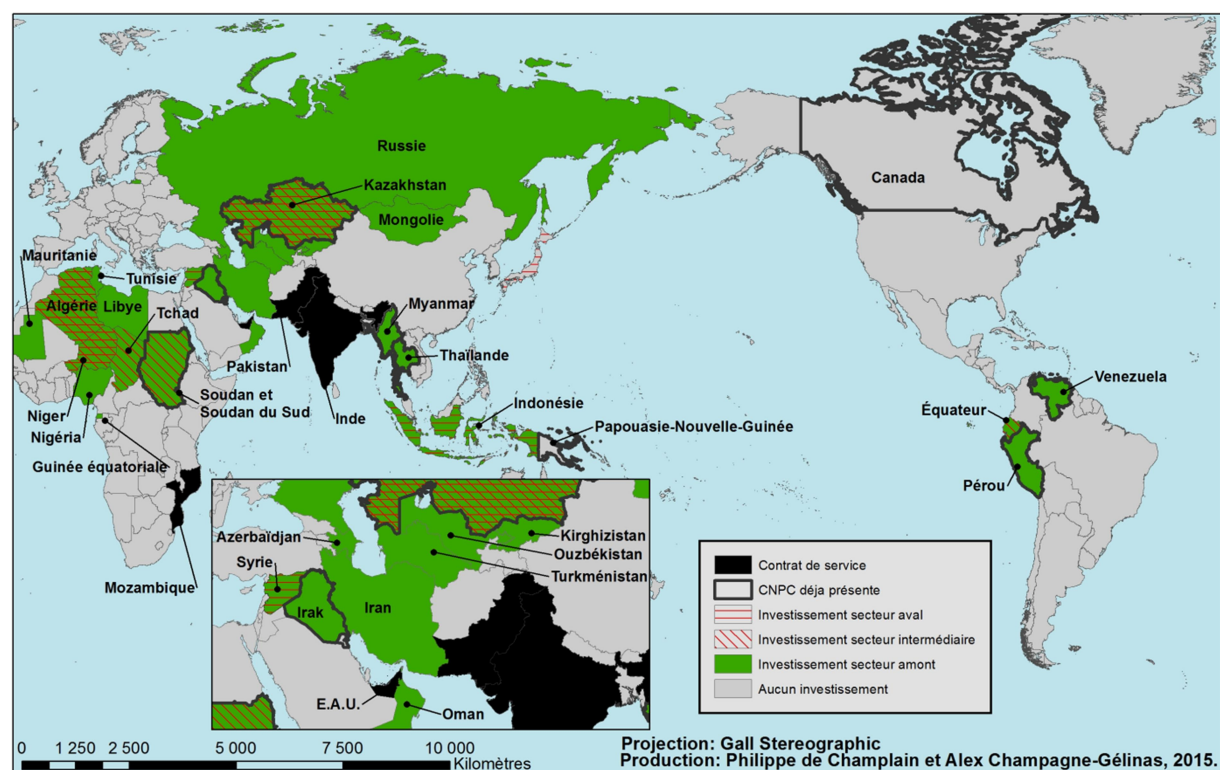 Russie
Kazakhstan
Mongolie
Canada
Mauritanie
Tunisie
Algérie
Libye
Tchad
Myanmar
Pakistan
Thaïlande
Venezuela
Soudan et
Soudan du Sud
Niger
Nigéria
Inde
Indonésie
Équateur
Papouasie-Nouvelle-Guinée
Guinée équatoriale
Pérou
Azerbaïdjan
Kirghizistan
Ouzbékistan
Syrie
Turkménistan
Mozambique
Irak
Iran
E.A.U.
Oman
Contrat de service
CNPC déja présente
Investissement secteur aval
Investissement secteur intermédiaire
Investissement secteur amont
Aucun investissement
0 1 250 2 500 5 000 7 500 10 000
Kilomètres
Projection: Gall Stereographic
Production: Philippe de Champlain et Alex Champagne-Gélinas, 2015.